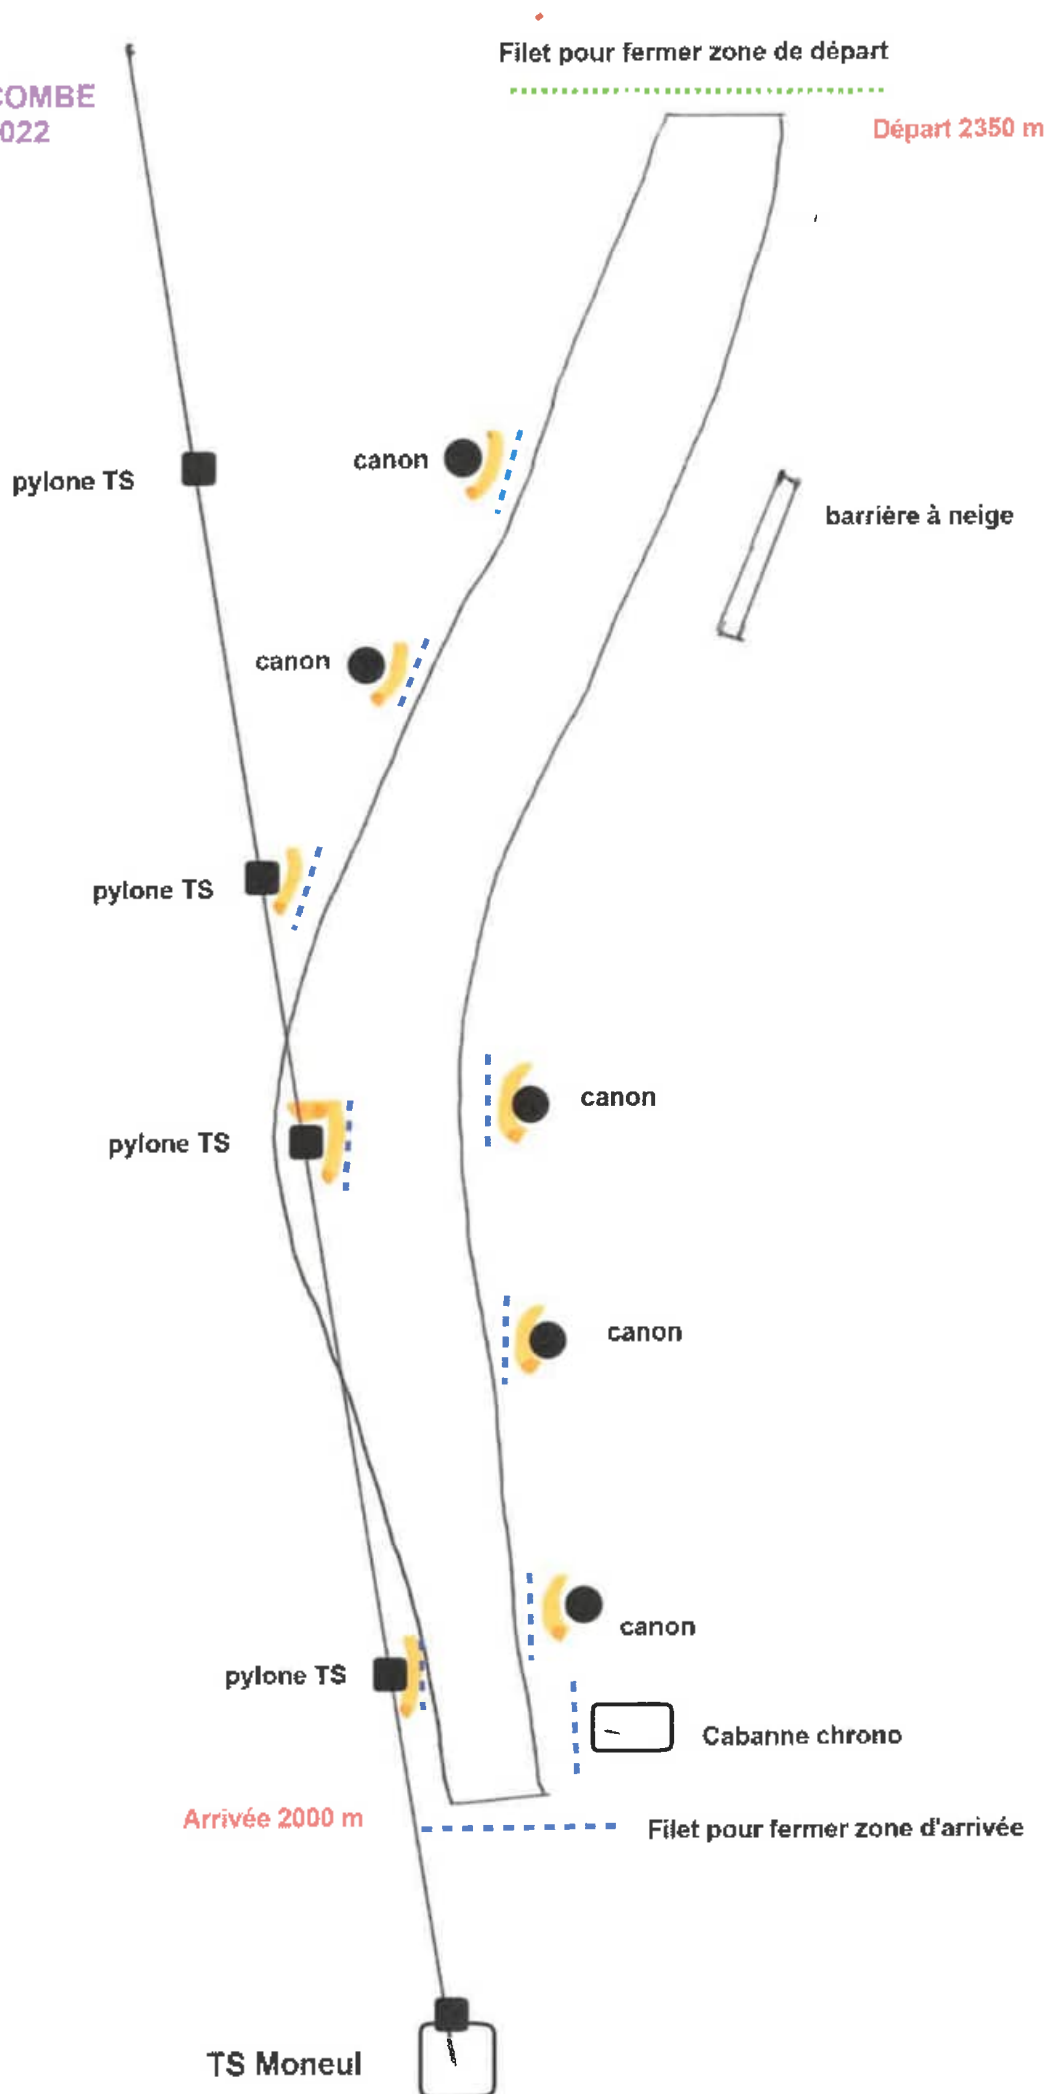 Filet pour fermer zone de départ
COMBE
022
Départ 2350 m
canon
pylone TS
barrière à neige
canon
pylone TS
canon
pylone TS
canon
canon
pylone TS
Cabanne chrono
Arrivée 2000 m
Filet pour fermer zone d'arrivée
TS Moneul